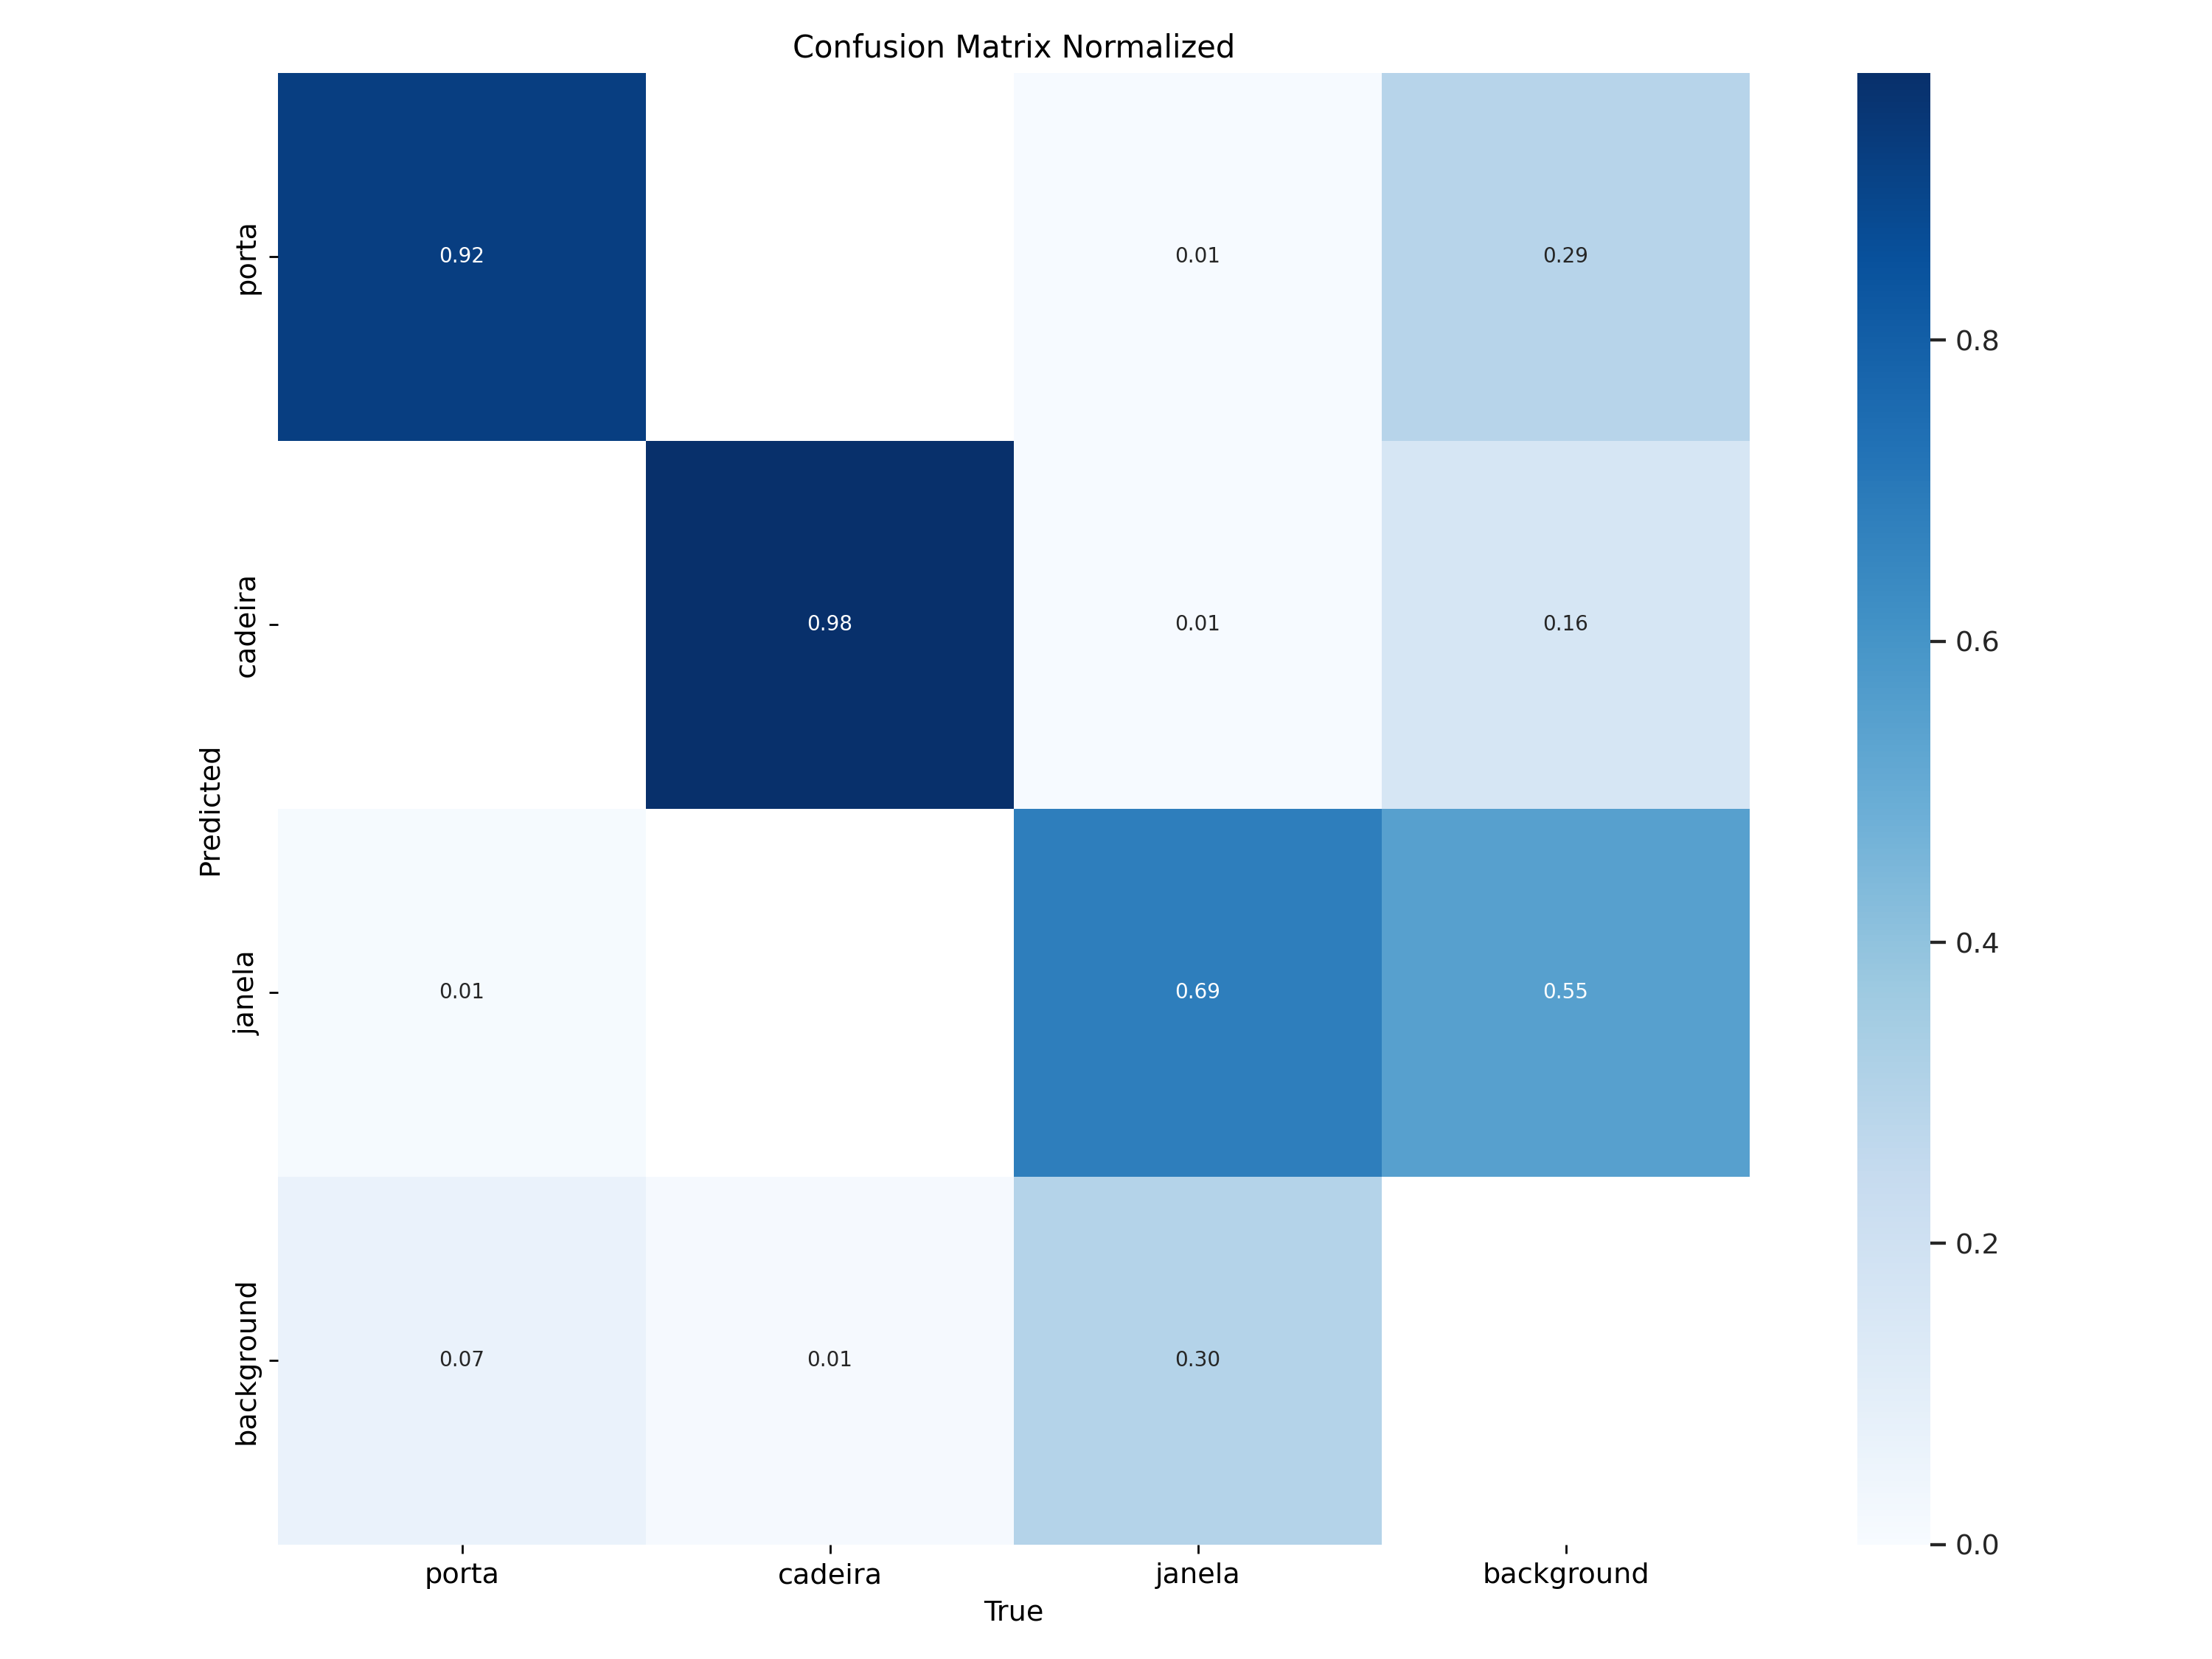 Confusion Matrix Normalized
porta
0.92
0.01
0.29
cadeira
0.98
0.01
0.16
janela
0.01
0.69
0.55
background
0.07
0.01
0.30
Predicted
porta
cadeira
janela
background
True
0.8
0.6
0.4
0.2
0.0